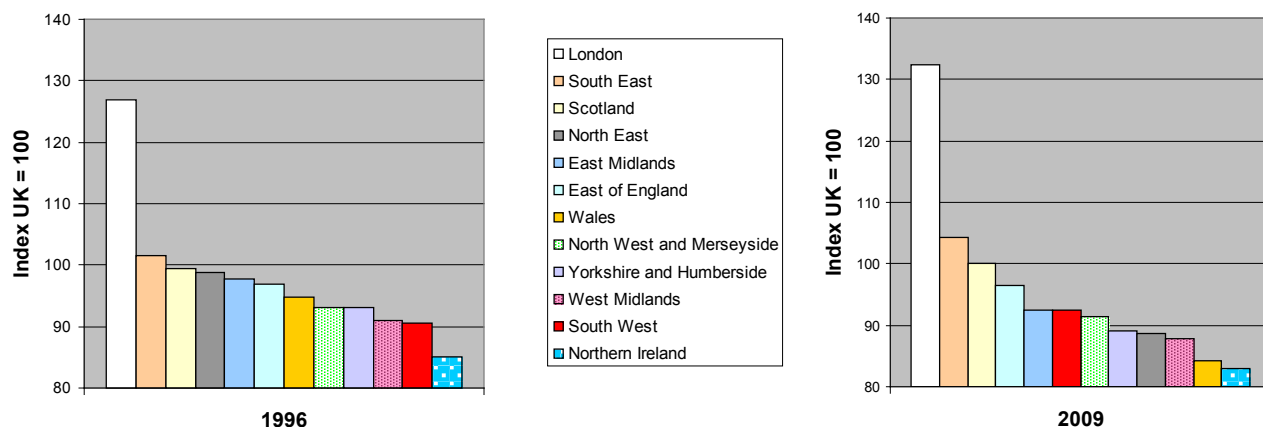 140
130
120
110
100
90
80
Index UK = 100
1996
London
South East
Scotland
North East
East Midlands
East of England
Wales
North West and Merseyside
Yorkshire and Humberside
West Midlands
South West
Northern Ireland
140
130
120
110
100
90
80
Index UK = 100
2009